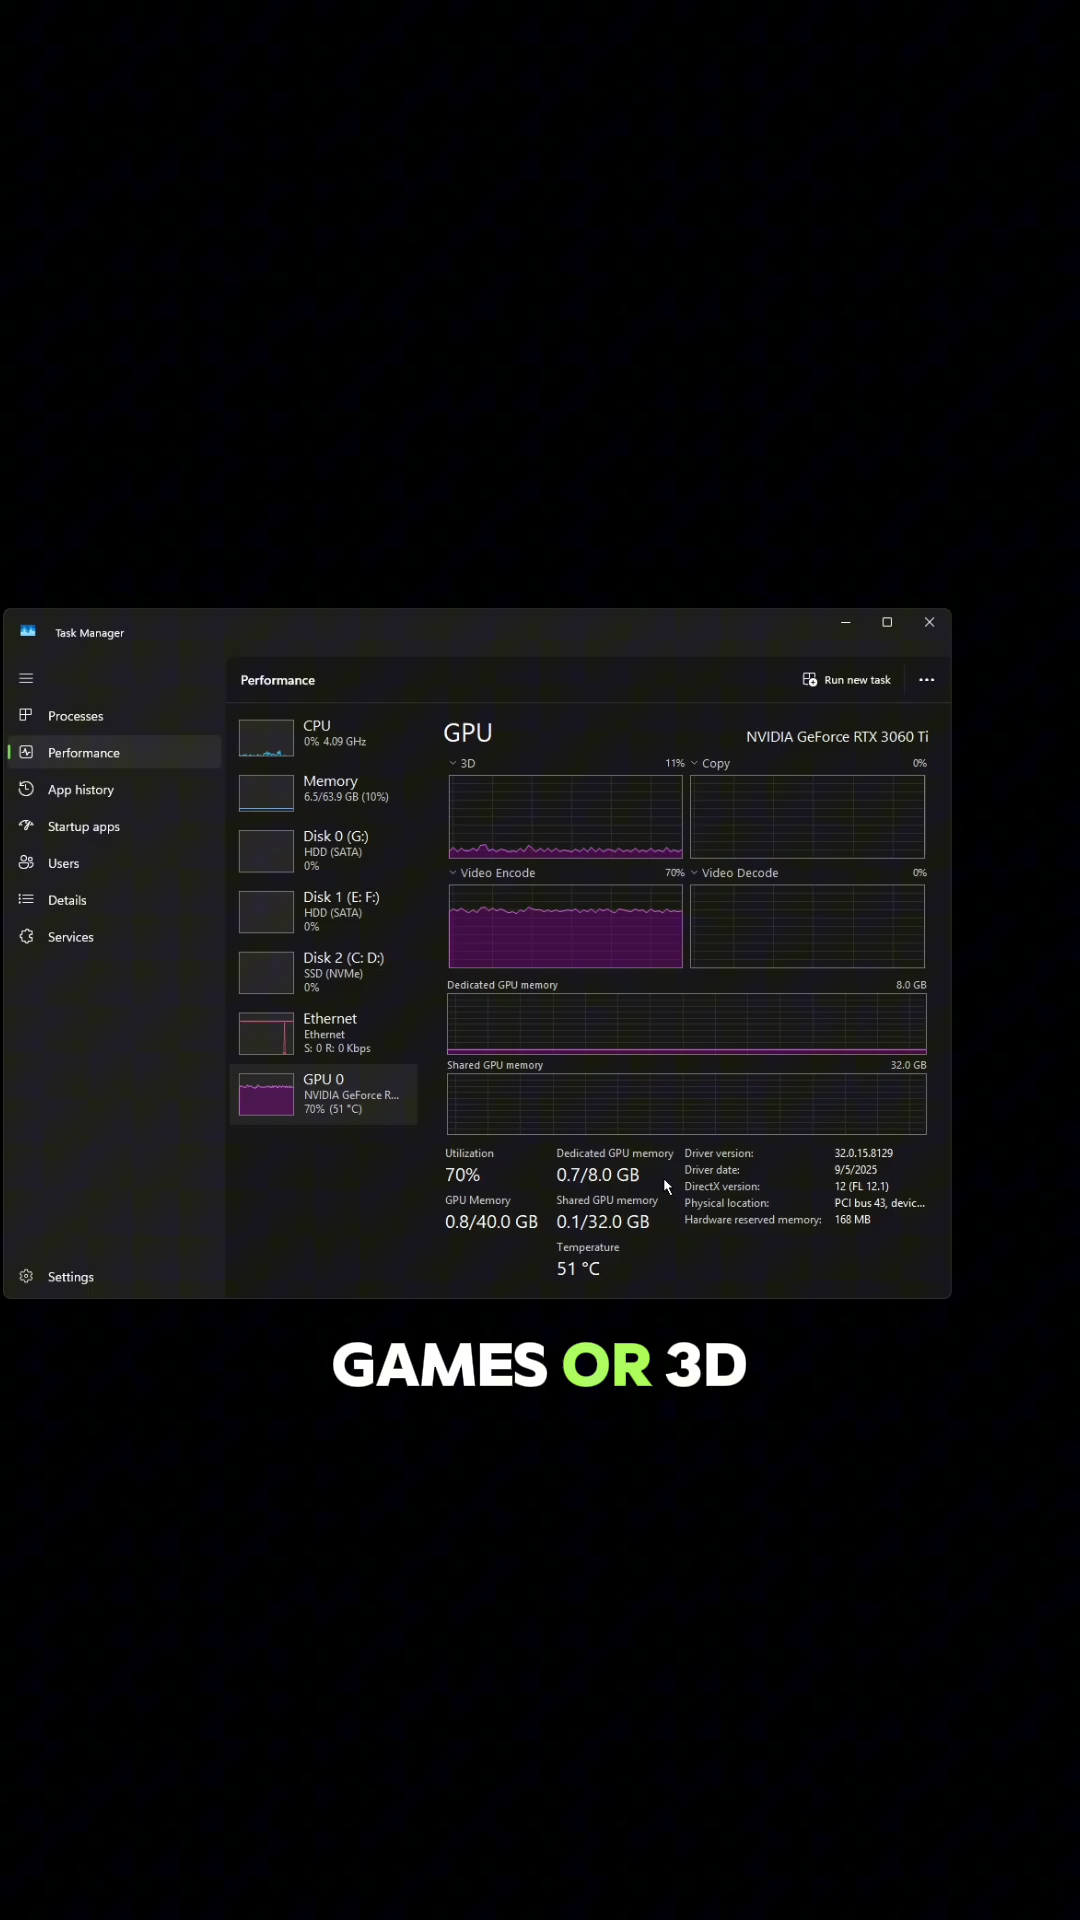 Task Manager
Performance
Run new task
Processes
Performance
App history
Startup apps
Users
Details
Services
Settings
CPU
0% 4.09 GHz
Memory
6.5/63.9 GB (10%)
Disk 0 (G:)
HDD (SATA)
0%
Disk 1 (E: F:)
HDD (SATA)
0%
Disk 2 (C: D:)
SSD (NVMe)
0%
Ethernet
Ethernet
S: 0 R: 0 Kbps
GPU 0
NVIDIA GeForce R...
70% (51 °C)
GPU
NVIDIA GeForce RTX 3060 Ti
3D 11%
Copy 0%
Video Encode 70%
Video Decode 0%
Dedicated GPU memory 8.0 GB
Shared GPU memory 32.0 GB
Utilization
70%
GPU Memory
0.8/40.0 GB
Dedicated GPU memory
0.7/8.0 GB
Shared GPU memory
0.1/32.0 GB
Temperature
51 °C
Driver version: 32.0.15.8129
Driver date: 9/5/2025
DirectX version: 12 (FL 12.1)
Physical location: PCI bus 43, devic...
Hardware reserved memory: 168 MB
GAMES OR 3D